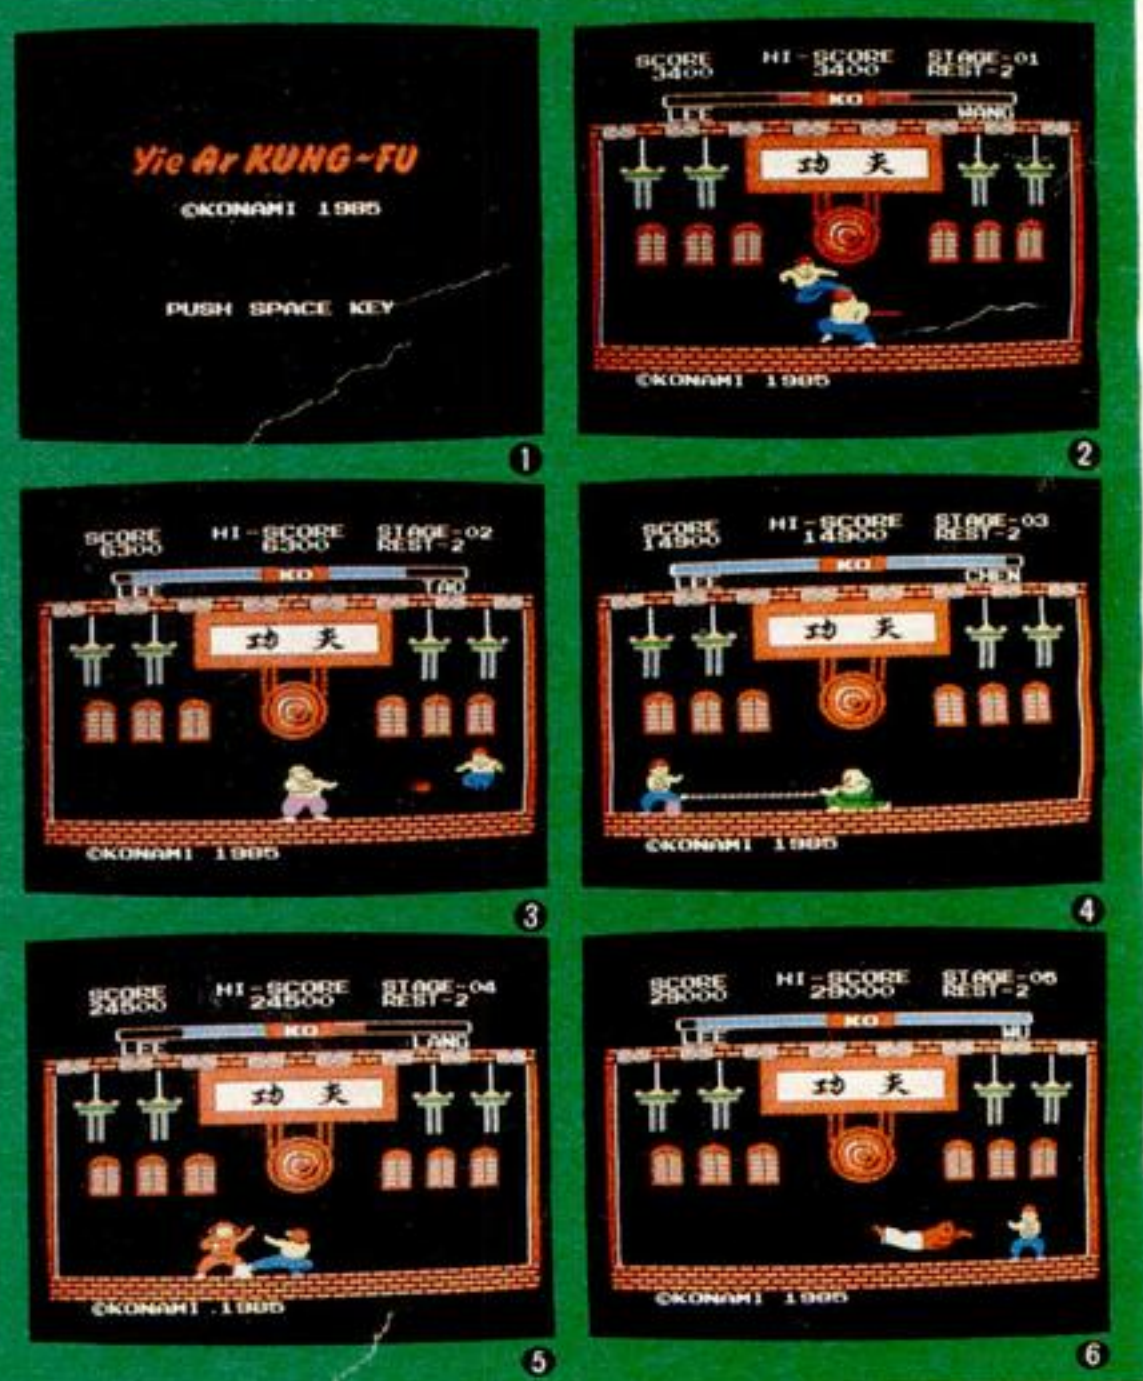 Yie Ar KUNG-FU
©KONAMI 1985
PUSH SPACE KEY
1
SCORE HI-SCORE STAGE-01
3400 3400 REST-2
KO
LEE WANG
功夫
©KONAMI 1985
2
SCORE HI-SCORE STAGE-02
6300 6300 REST-2
KO
LEE TAO
功夫
©KONAMI 1985
3
SCORE HI-SCORE STAGE-03
14900 14900 REST-2
KO
LEE CHEN
功夫
©KONAMI 1985
4
SCORE HI-SCORE STAGE-04
24500 24500 REST-2
KO
LEE LANG
功夫
©KONAMI 1985
5
SCORE HI-SCORE STAGE-05
29000 29000 REST-2
KO
LEE WU
功夫
©KONAMI 1985
6